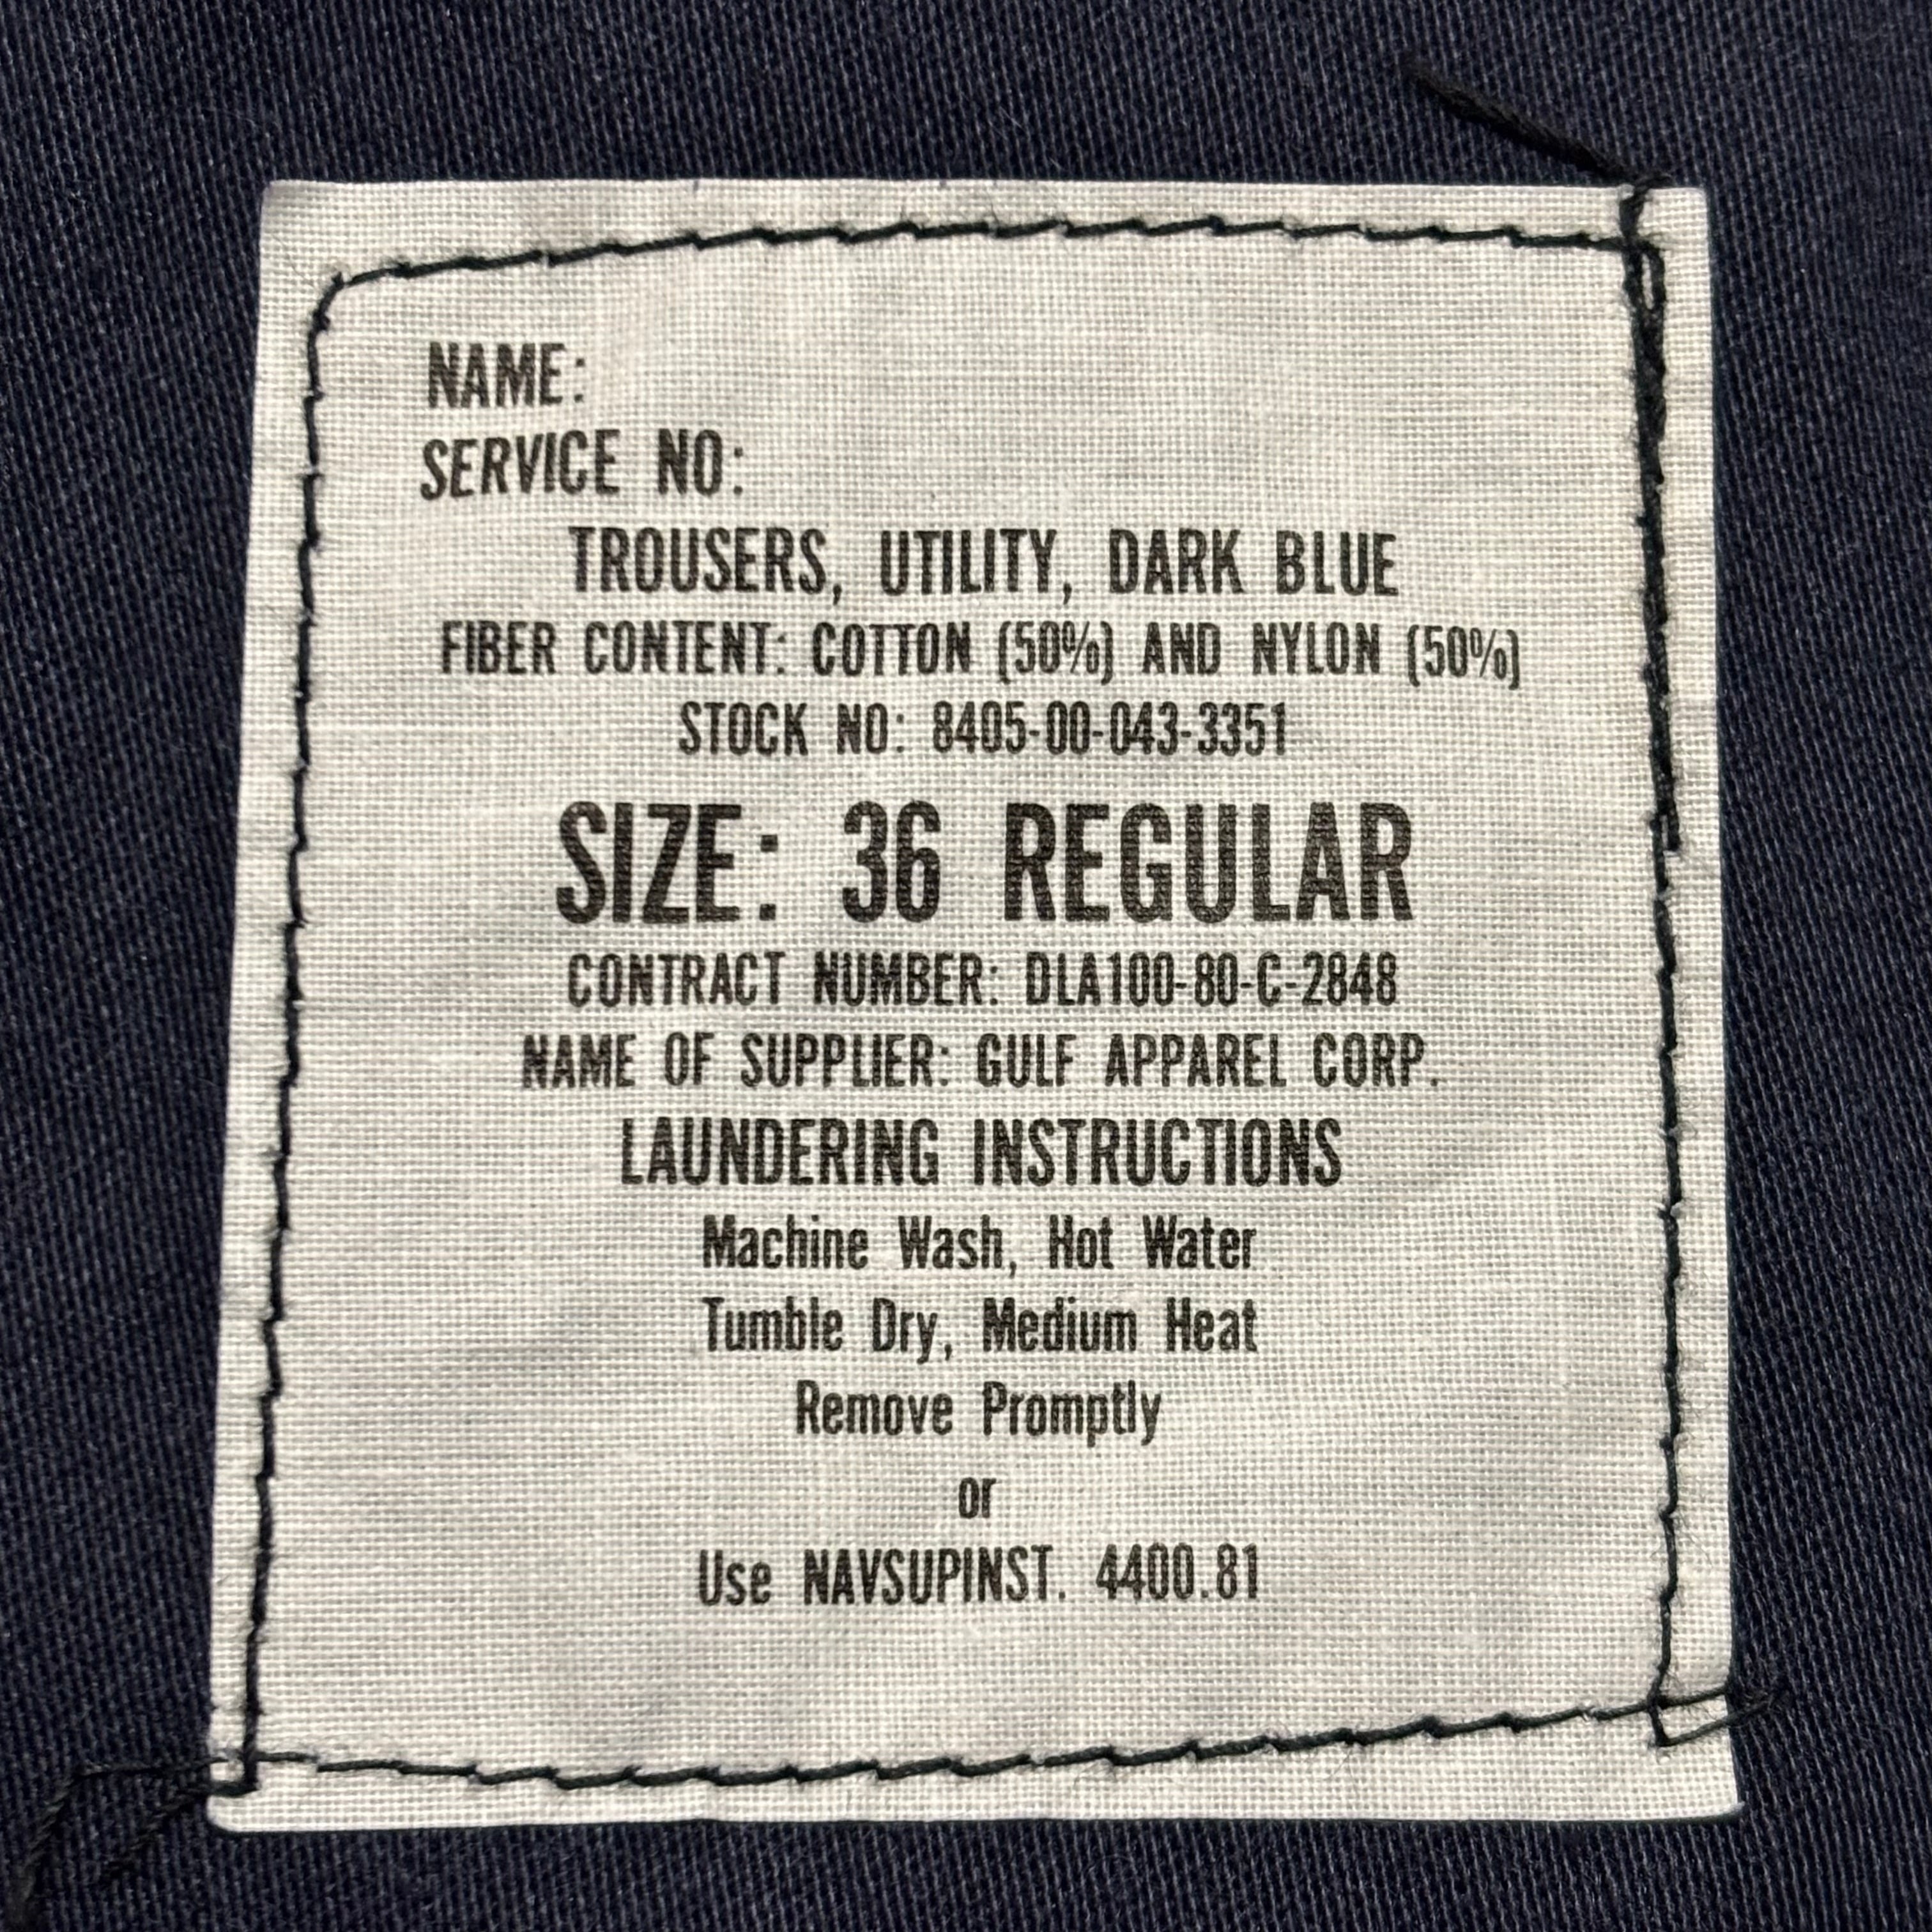 NAME:
SERVICE NO:
TROUSERS, UTILITY, DARK BLUE
FIBER CONTENT: COTTON (50%) AND NYLON (50%)
STOCK NO: 8405-00-043-3351
SIZE: 36 REGULAR
CONTRACT NUMBER: DLA100-80-C-2848
NAME OF SUPPLIER: GULF APPAREL CORP.
LAUNDERING INSTRUCTIONS
Machine Wash, Hot Water
Tumble Dry, Medium Heat
Remove Promptly
or
Use NAVSUPINST. 4400.81